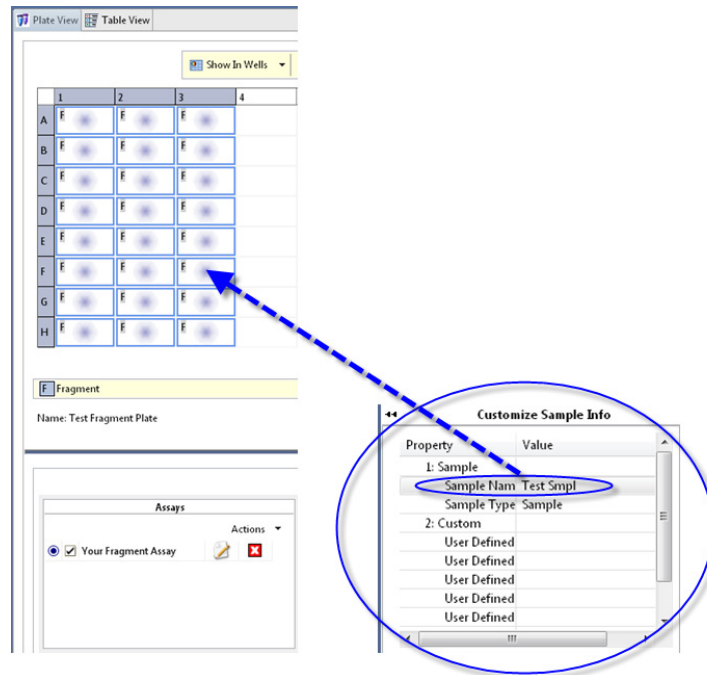 Plate View Table View
Show In Wells
1 2 3 4
A F F F
B F F F
C F F F
D F F F
E F F F
F F F F
G F F F
H F F F
F Fragment
Name: Test Fragment Plate
Customize Sample Info
Property Value
1: Sample
Sample Nam Test Smpl
Sample Type Sample
2: Custom
User Defined
User Defined
User Defined
User Defined
User Defined
Assays
Actions
Your Fragment Assay